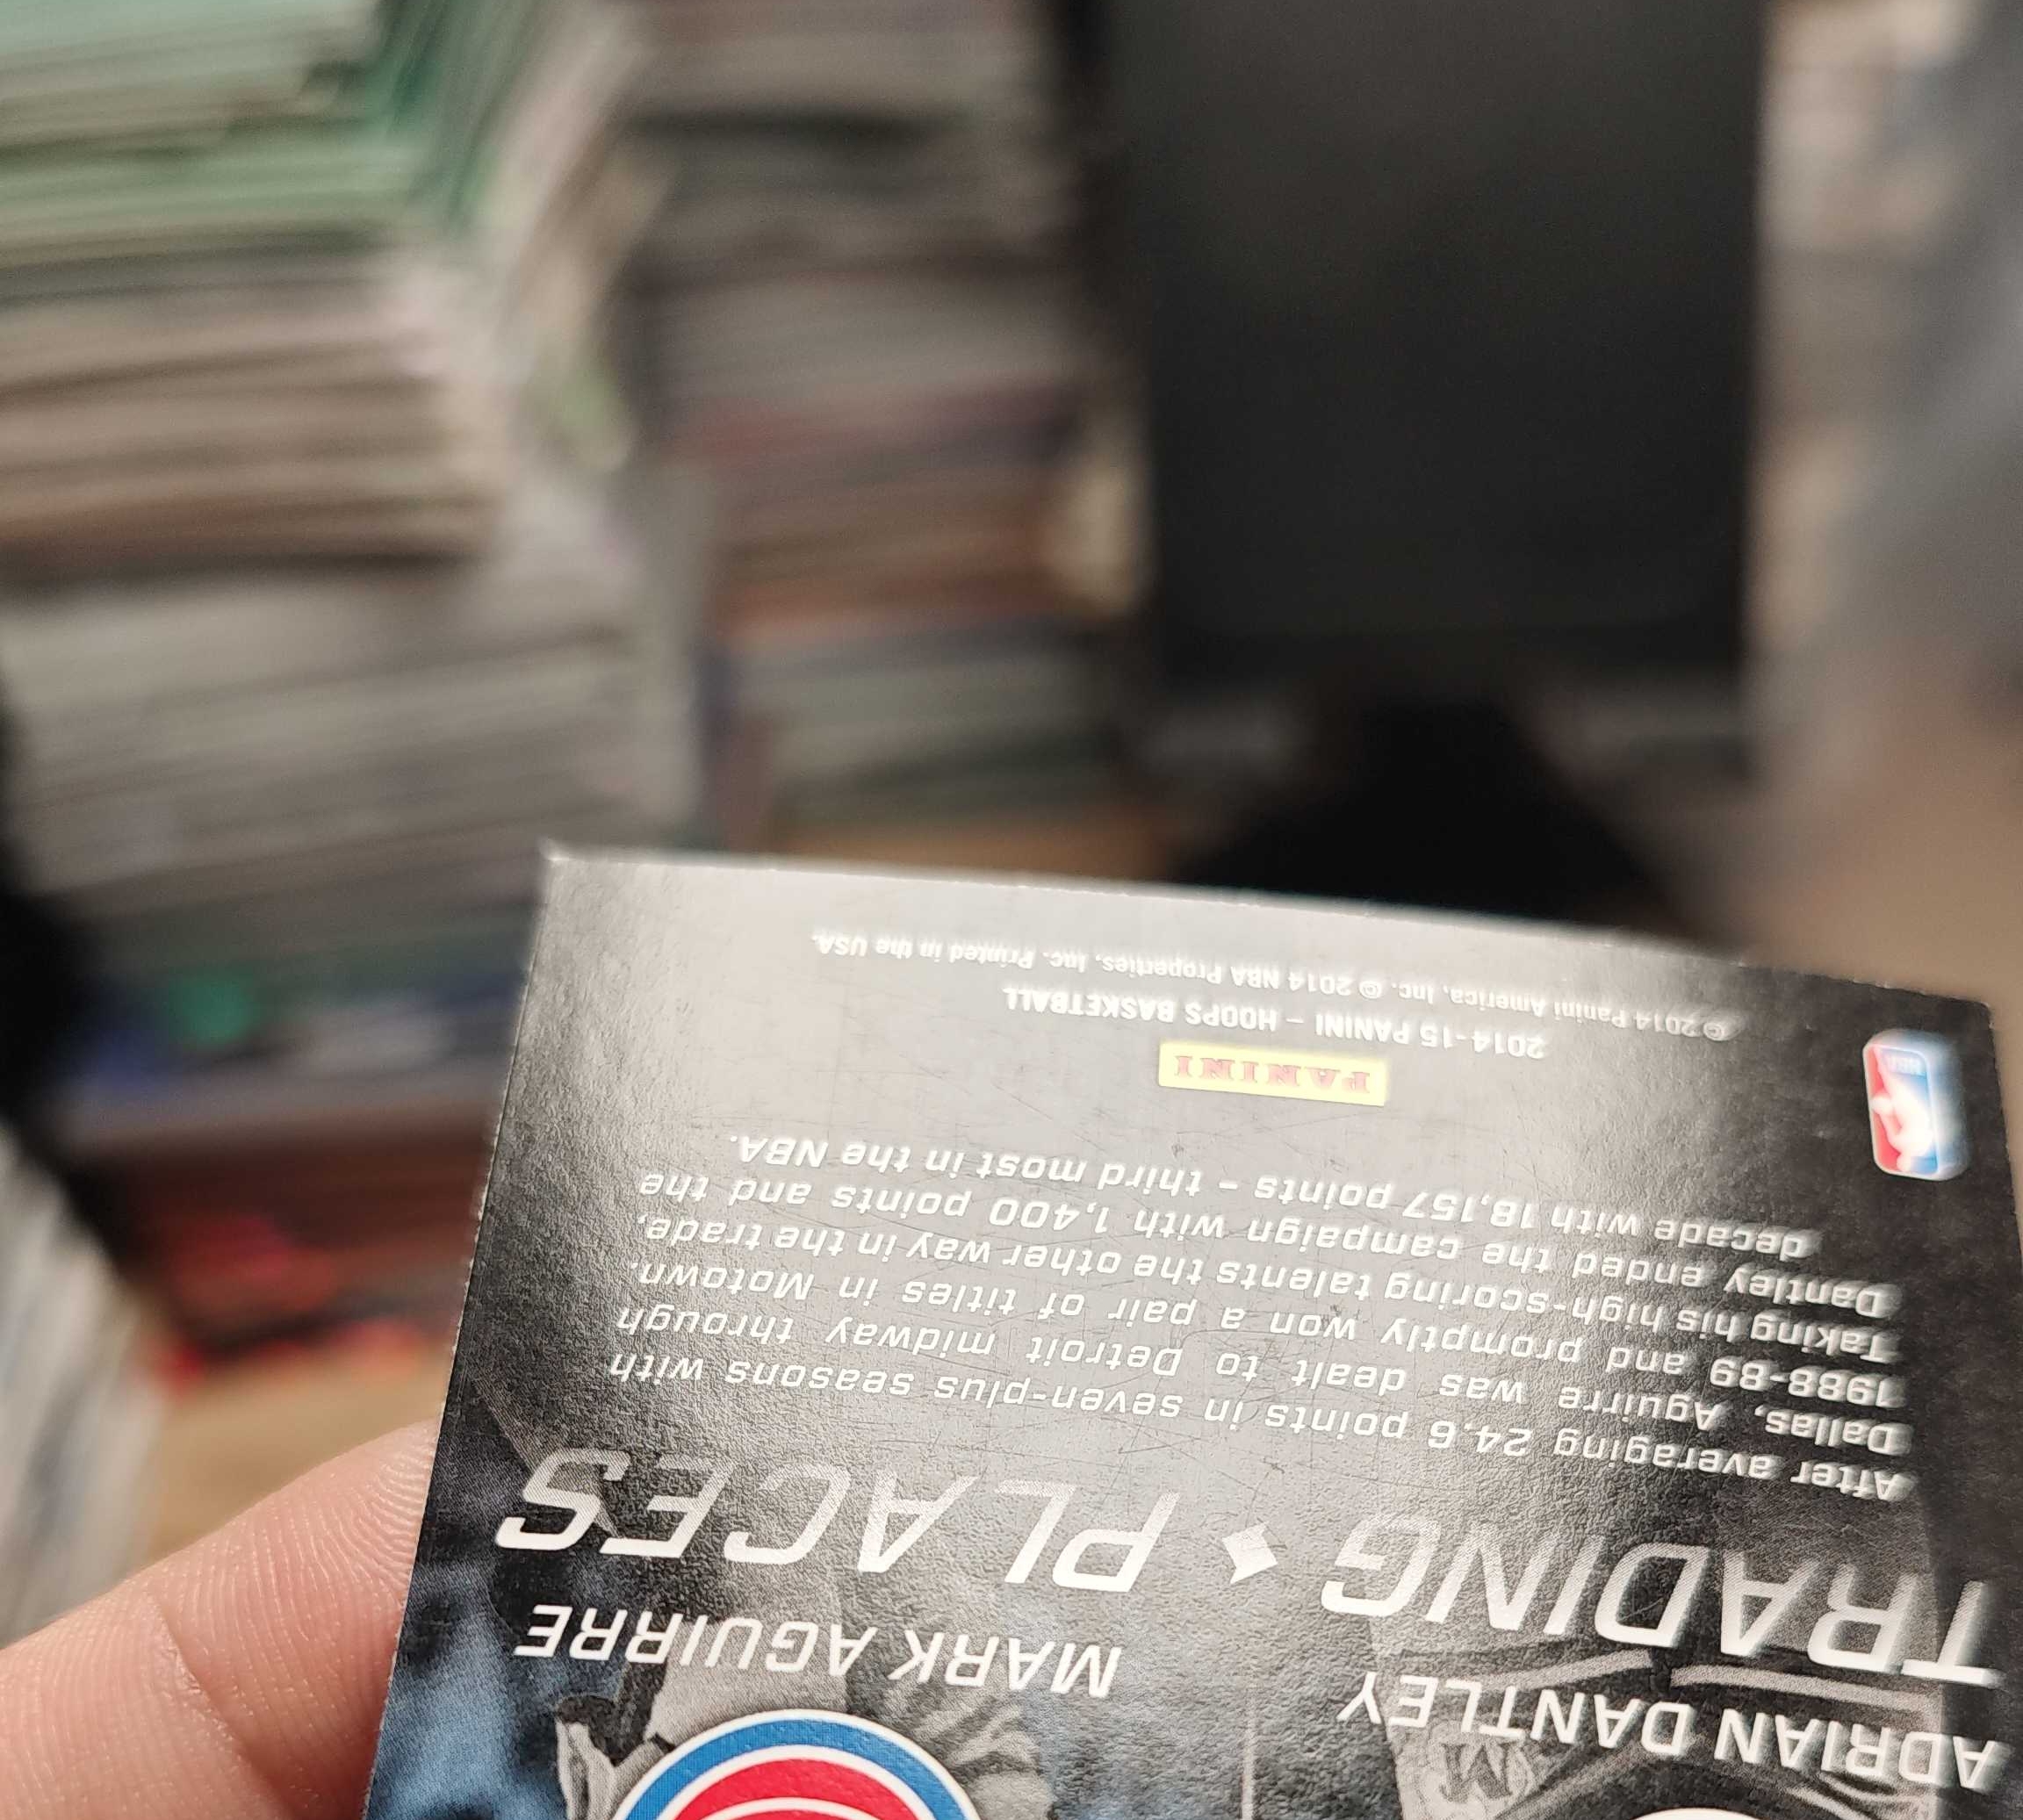 ADRIAN DANTLEY MARK AGUIRRE
TRADING PLACES
After averaging 24.6 points in seven-plus seasons with
Dallas, Aguirre was dealt to Detroit midway through
1988-89 and promptly won a pair of titles in Motown.
Taking his high-scoring talents the other way in the trade,
Dantley ended the campaign with 1,400 points and the
decade with 18,157 points – third most in the NBA.
PANINI
2014-15 PANINI – HOOPS BASKETBALL
© 2014 Panini America, Inc. © 2014 NBA Properties, Inc. Printed in the USA.
NBA
M